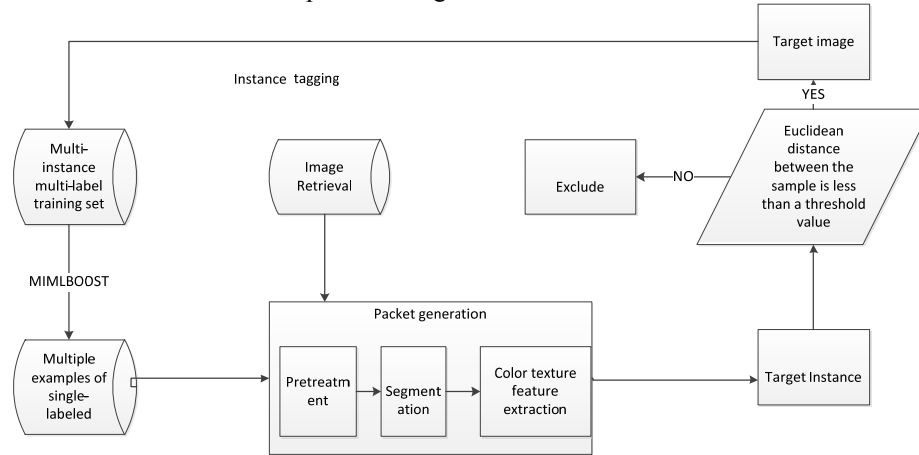 Target image
Instance tagging
YES
Multi-
instance
multi-label
training set
Image
Retrieval
Exclude
NO
Euclidean
distance
between the
sample is less
than a threshold
value
MIMLBOOST
Packet generation
Multiple
examples of
single-
labeled
Pretreatm
ent
Segment
ation
Color texture
feature
extraction
Target Instance